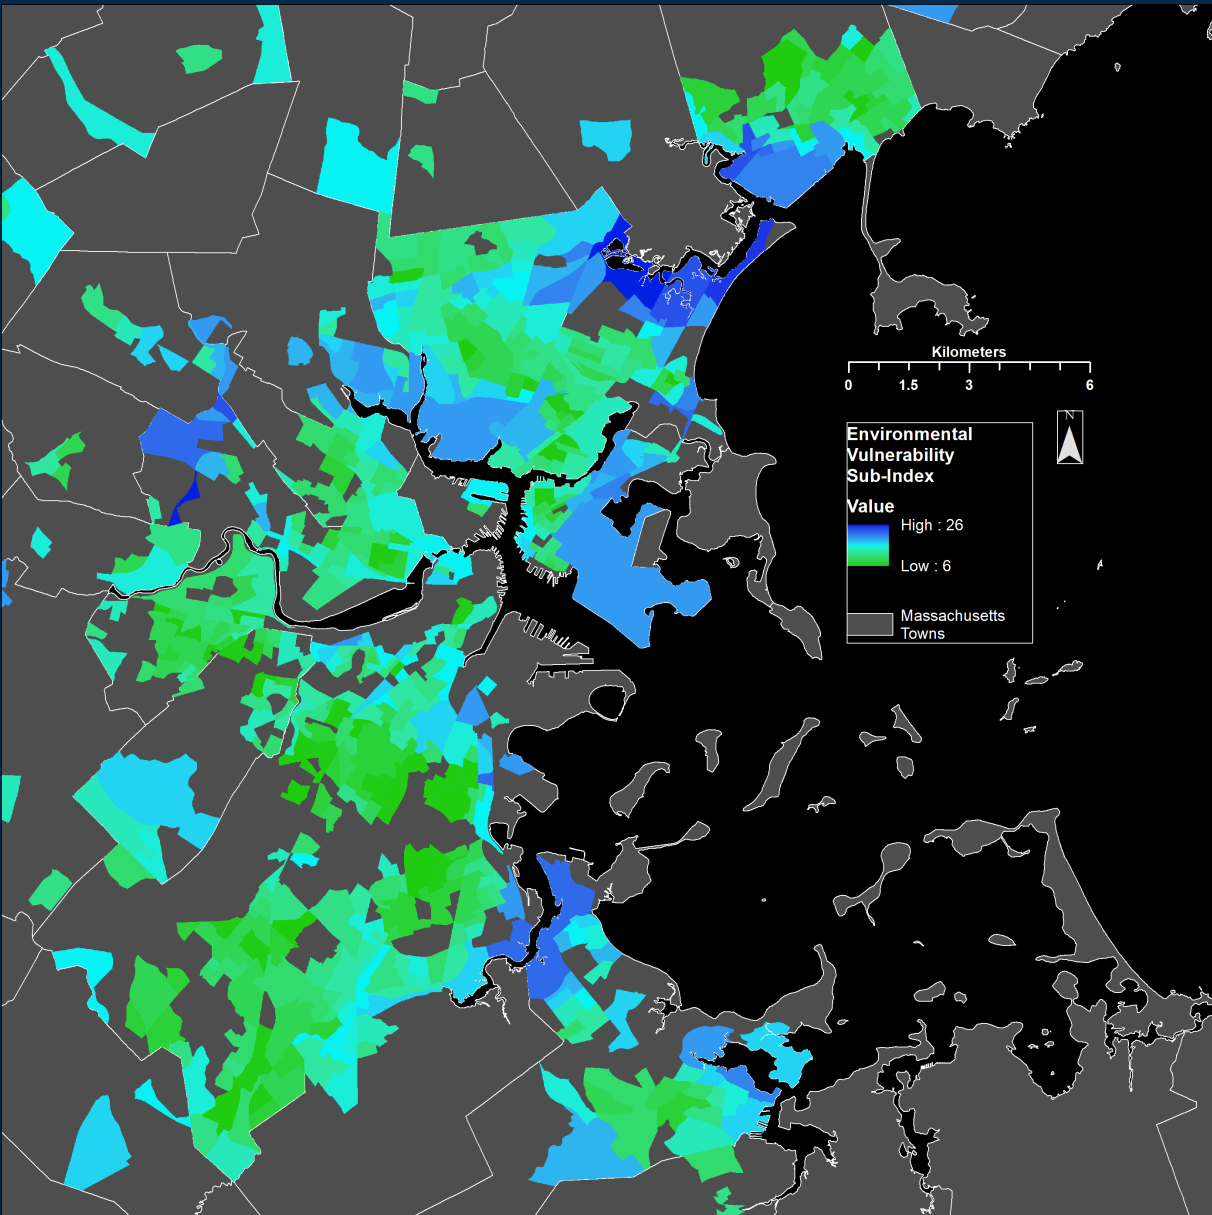 Kilometers
0 1.5 3 6
N
Environmental
Vulnerability
Sub-Index
Value
High : 26
Low : 6
Massachusetts
Towns